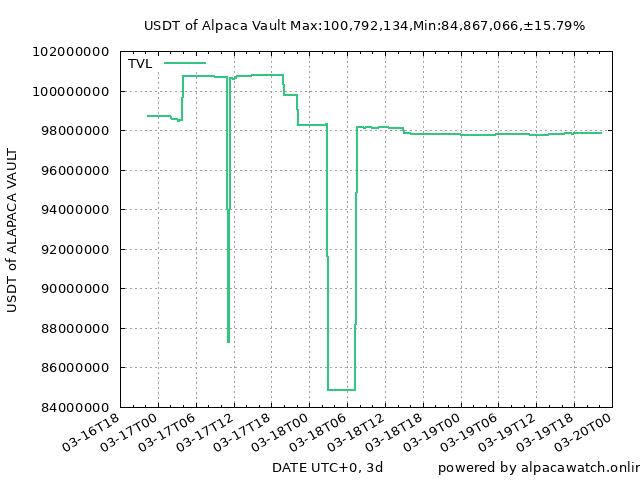 USDT of Alpaca Vault Max:100,792,134,Min:84,867,066,±15.79%
TVL
102000000
100000000
98000000
96000000
94000000
92000000
90000000
88000000
86000000
84000000
USDT of ALAPACA VAULT
03-16T18
03-17T00
03-17T06
03-17T12
03-17T18
03-18T00
03-18T06
03-18T12
03-18T18
03-19T00
03-19T06
03-19T12
03-19T18
03-20T00
DATE UTC+0, 3d
powered by alpacawatch.onlin